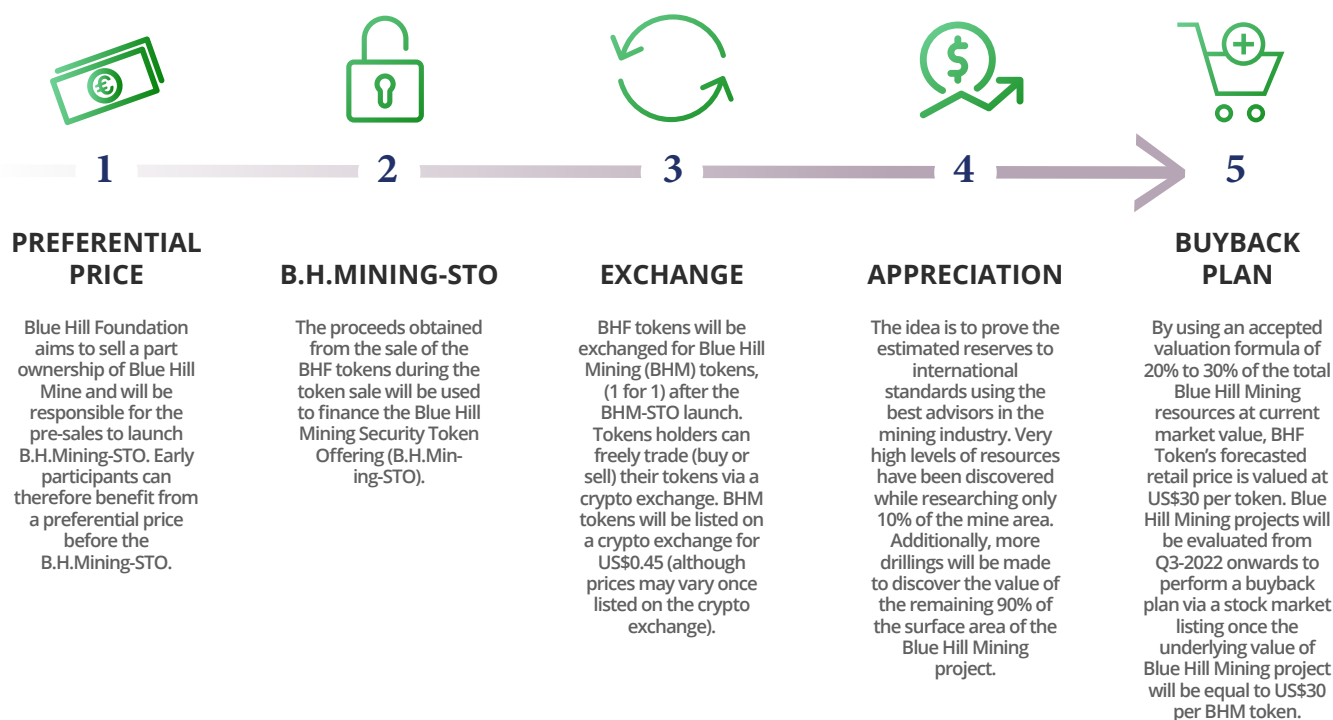 €
$
1
2
3
4
5
PREFERENTIAL
PRICE
Blue Hill Foundation
aims to sell a part
ownership of Blue Hill
Mine and will be
responsible for the
pre-sales to launch
B.H.Mining-STO. Early
participants can
therefore benefit from
a preferential price
before the
B.H.Mining-STO.
B.H.MINING-STO
The proceeds obtained
from the sale of the
BHF tokens during the
token sale will be used
to finance the Blue Hill
Mining Security Token
Offering (B.H.Min-
ing-STO).
EXCHANGE
BHF tokens will be
exchanged for Blue Hill
Mining (BHM) tokens,
(1 for 1) after the
BHM-STO launch.
Tokens holders can
freely trade (buy or
sell) their tokens via a
crypto exchange. BHM
tokens will be listed on
a crypto exchange for
US$0.45 (although
prices may vary once
listed on the crypto
exchange).
APPRECIATION
The idea is to prove the
estimated reserves to
international
standards using the
best advisors in the
mining industry. Very
high levels of resources
have been discovered
while researching only
10% of the mine area.
Additionally, more
drillings will be made
to discover the value of
the remaining 90% of
the surface area of the
Blue Hill Mining
project.
BUYBACK
PLAN
By using an accepted
valuation formula of
20% to 30% of the total
Blue Hill Mining
resources at current
market value, BHF
Token's forecasted
retail price is valued at
US$30 per token. Blue
Hill Mining projects will
be evaluated from
Q3-2022 onwards to
perform a buyback
plan via a stock market
listing once the
underlying value of
Blue Hill Mining project
will be equal to US$30
per BHM token.